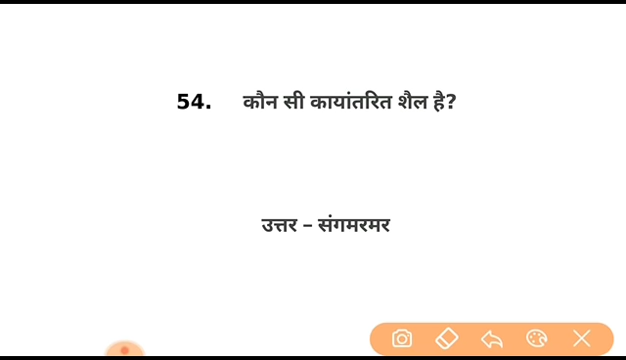 54. कौन सी कायांतरित शैल है?
उत्तर – संगमरमर